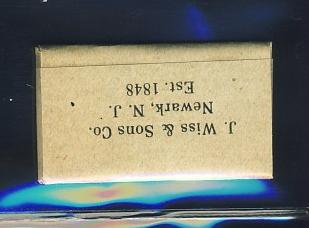 J. Wiss & Sons Co.
Newark, N. J.
Est. 1848